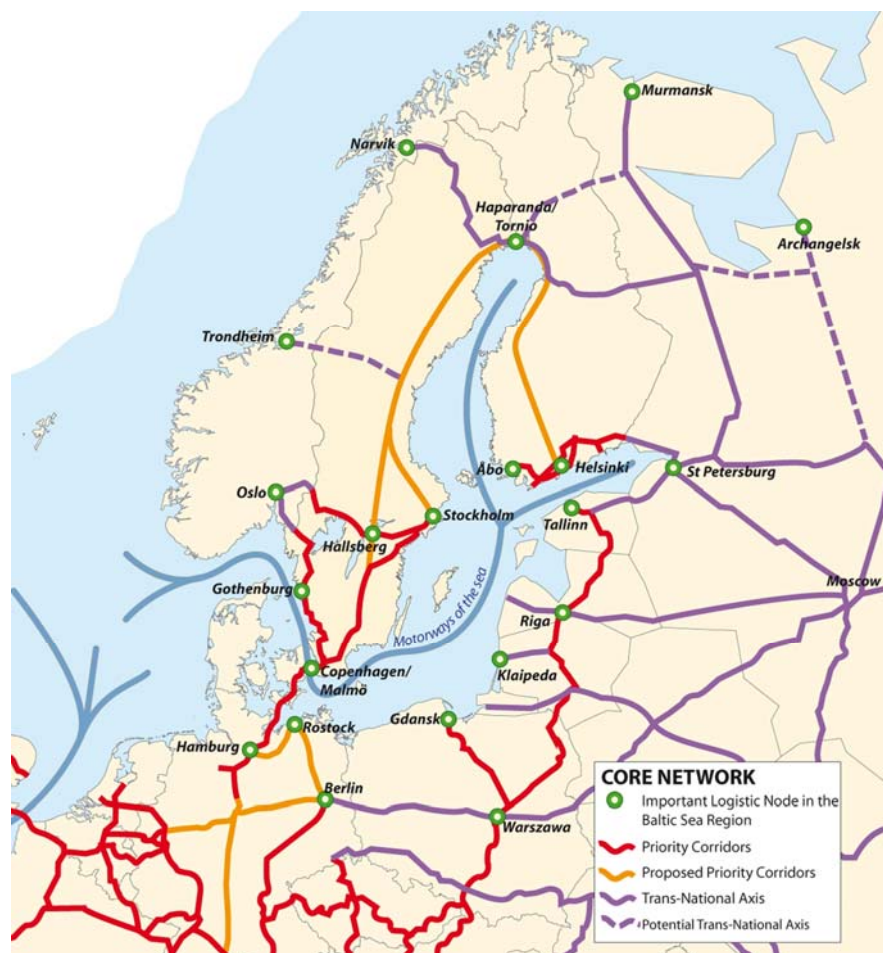 Murmansk
Narvik
Haparanda/
Tornio
Archangelsk
Trondheim
Åbo
Helsinki
St Petersburg
Oslo
Stockholm
Tallinn
Hallsberg
Moscow
Gothenburg
Motorways of the sea
Riga
Copenhagen/
Malmö
Klaipeda
Rostock
Gdansk
Hamburg
Berlin
Warszawa
CORE NETWORK
Important Logistic Node in the
Baltic Sea Region
Priority Corridors
Proposed Priority Corridors
Trans-National Axis
Potential Trans-National Axis